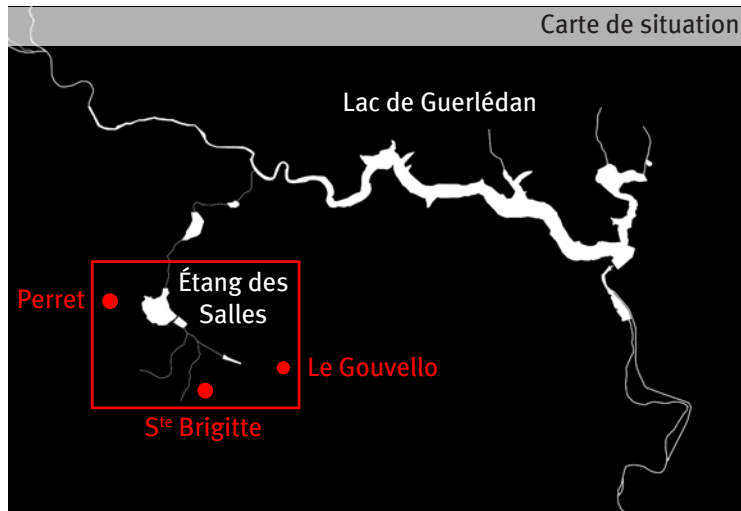 Carte de situation
Lac de Guerlédan
Étang des
Salles
Perret
Le Gouvello
Sᵗᵉ Brigitte